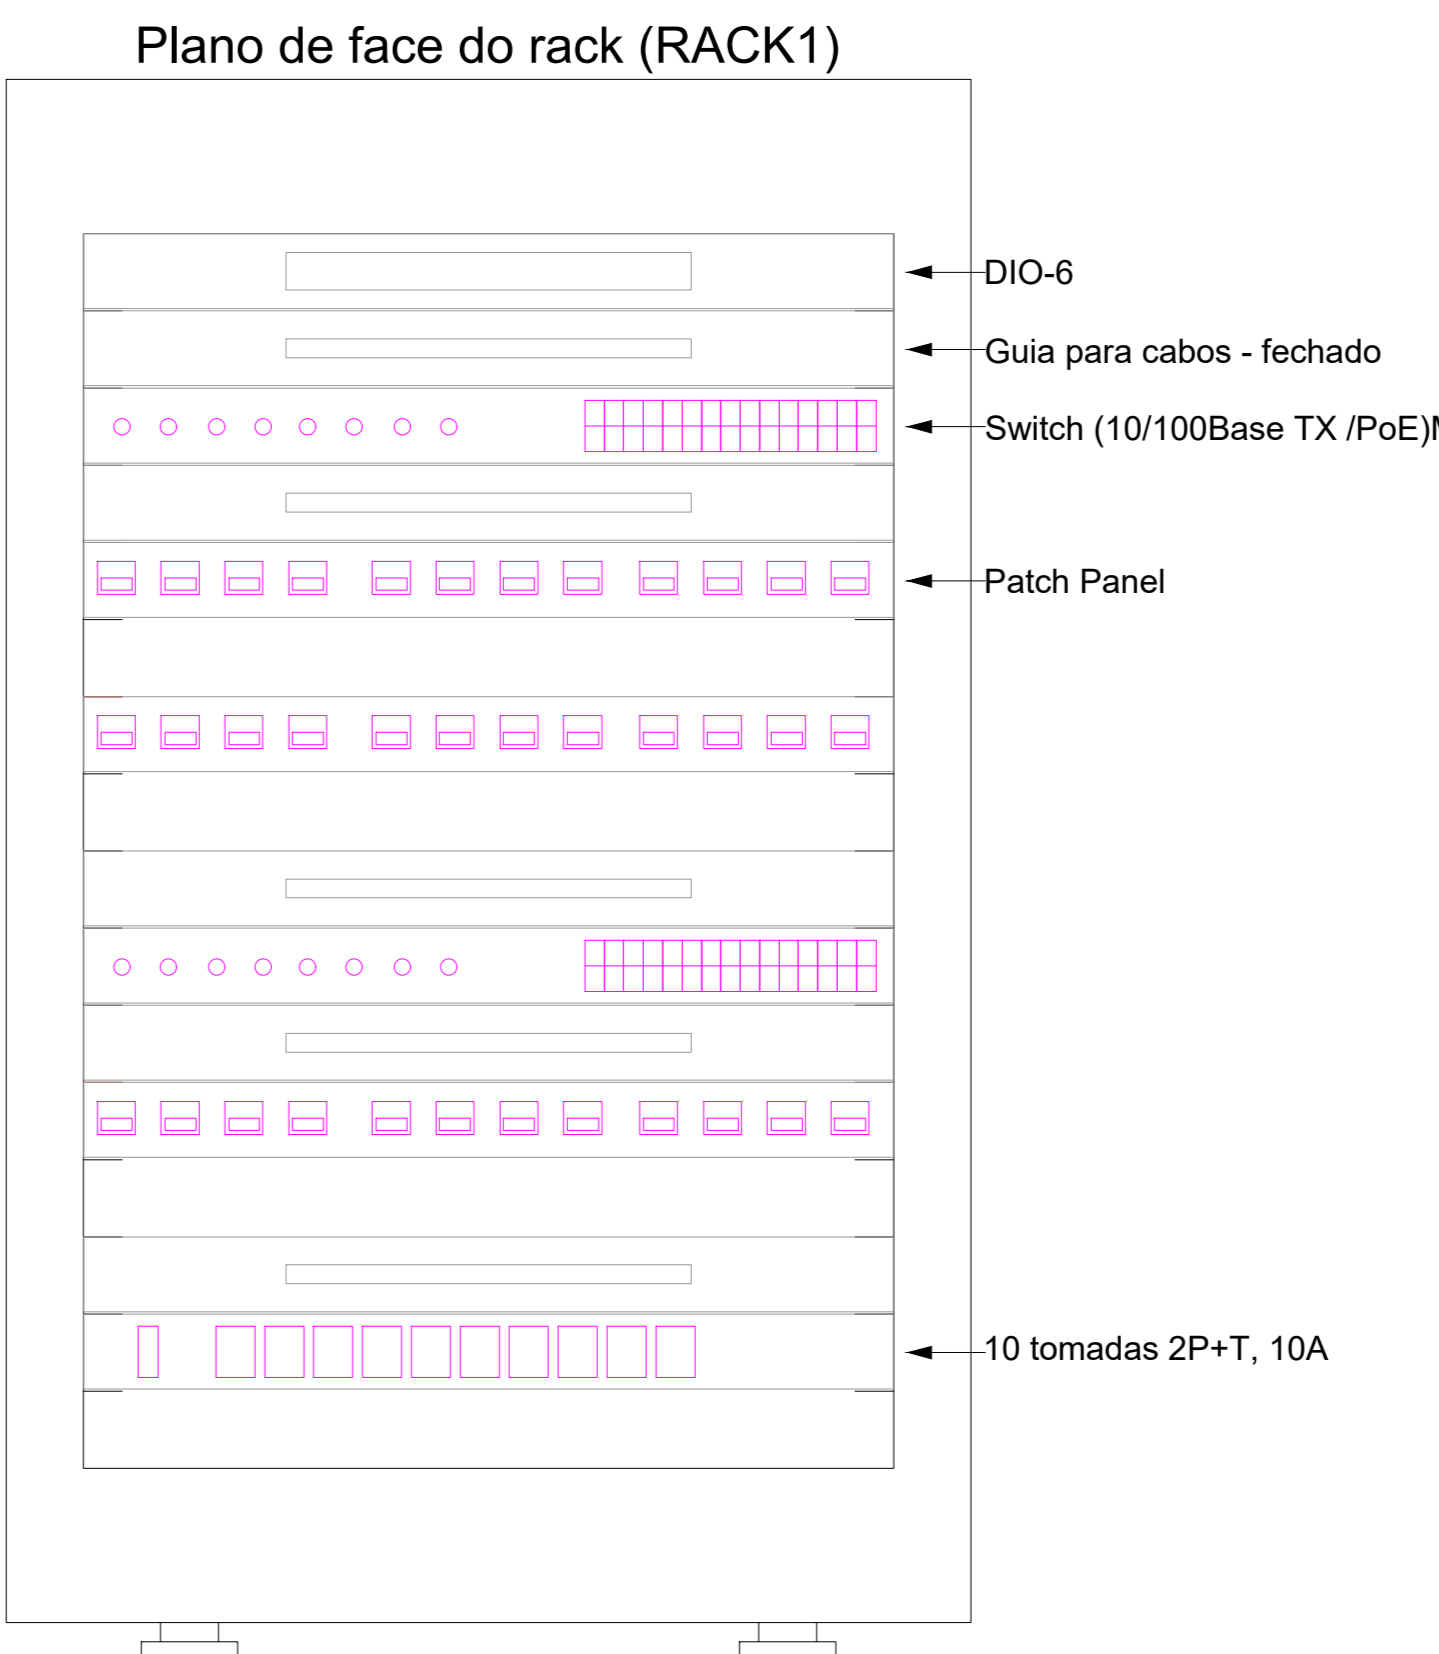 Plano de face do rack (RACK1)
DIO-6
Guia para cabos - fechado
Switch (10/100Base TX /PoE)
Patch Panel
10 tomadas 2P+T, 10A